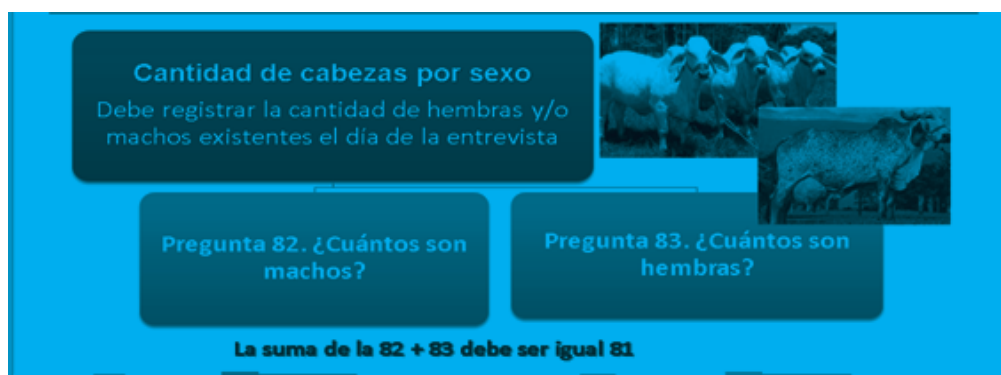 Cantidad de cabezas por sexo
Debe registrar la cantidad de hembras y/o
machos existentes el día de la entrevista
Pregunta 82. ¿Cuántos son
machos?
Pregunta 83. ¿Cuántos son
hembras?
La suma de la 82 + 83 debe ser igual 81